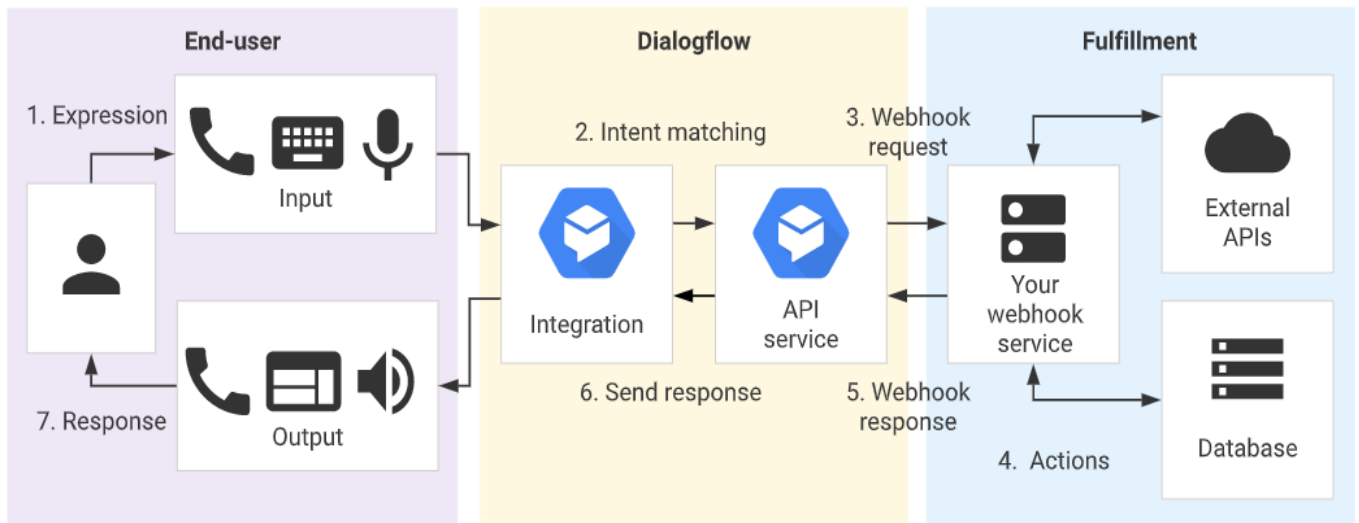 End-user
Dialogflow
Fulfillment
1. Expression
Input
2. Intent matching
3. Webhook
request
Integration
API
service
Your
webhook
service
External
APIs
7. Response
Output
6. Send response
5. Webhook
response
4. Actions
Database